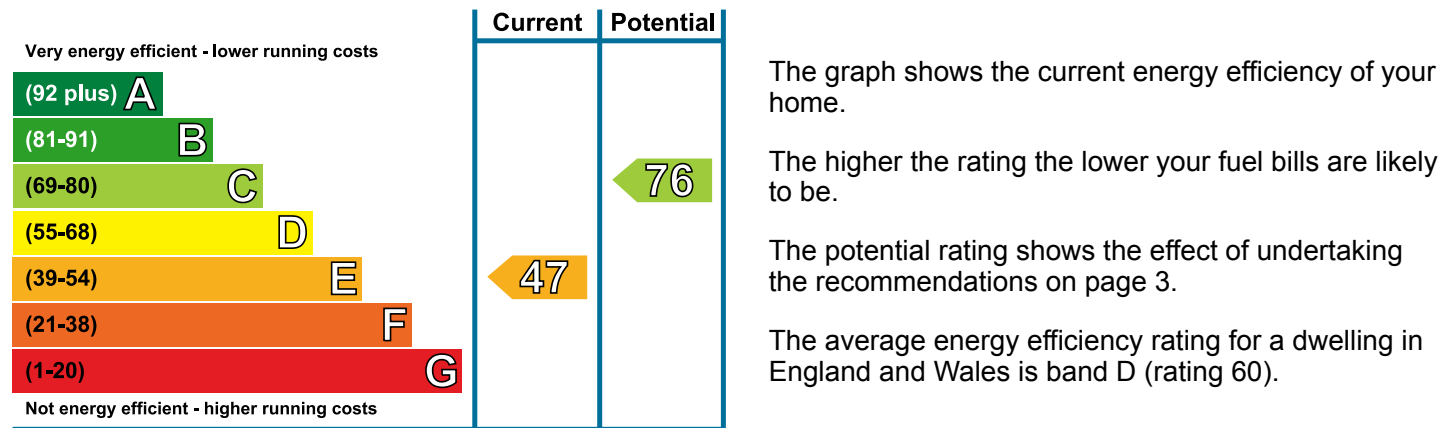 Current Potential
Very energy efficient - lower running costs
(92 plus) A
(81-91) B
(69-80) C
76
(55-68) D
(39-54) E
47
(21-38) F
(1-20) G
Not energy efficient - higher running costs
The graph shows the current energy efficiency of your
home.
The higher the rating the lower your fuel bills are likely
to be.
The potential rating shows the effect of undertaking
the recommendations on page 3.
The average energy efficiency rating for a dwelling in
England and Wales is band D (rating 60).